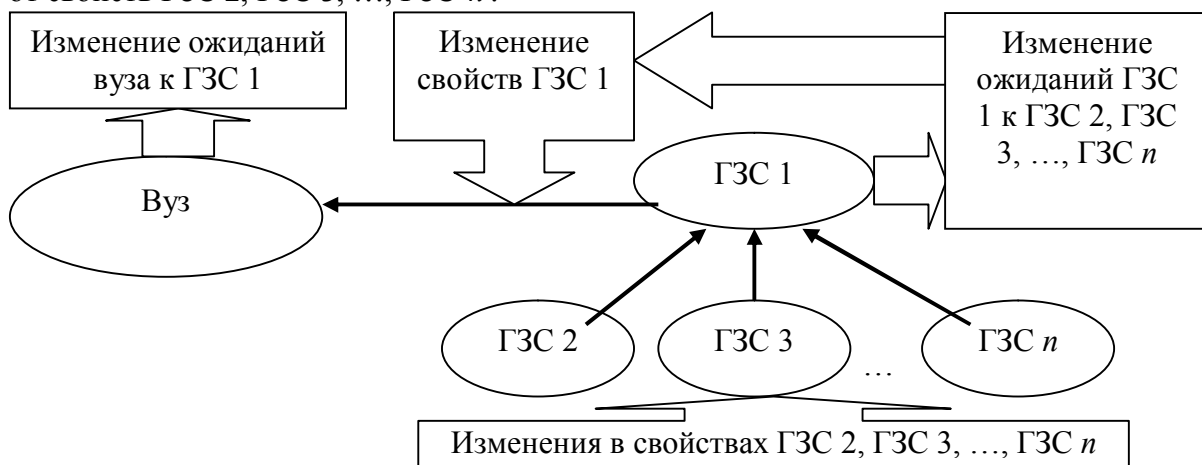 Изменение ожиданий
вуза к ГЗС 1
Изменение
свойств ГЗС 1
Изменение
ожиданий ГЗС
1 к ГЗС 2, ГЗС
3, …, ГЗС n
Вуз
ГЗС 1
ГЗС 2
ГЗС 3
…
ГЗС n
Изменения в свойствах ГЗС 2, ГЗС 3, …, ГЗС n